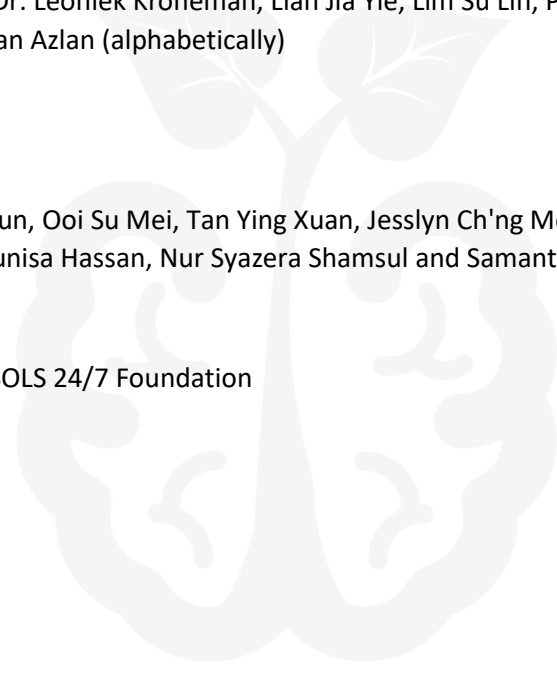 Dr. Leoniek Kroneman, Lian Jia Yie, Lim Su Lin,
an Azlan (alphabetically)
un, Ooi Su Mei, Tan Ying Xuan, Jesslyn Ch'ng
unisa Hassan, Nur Syazera Shamsul and Samant
OLS 24/7 Foundation